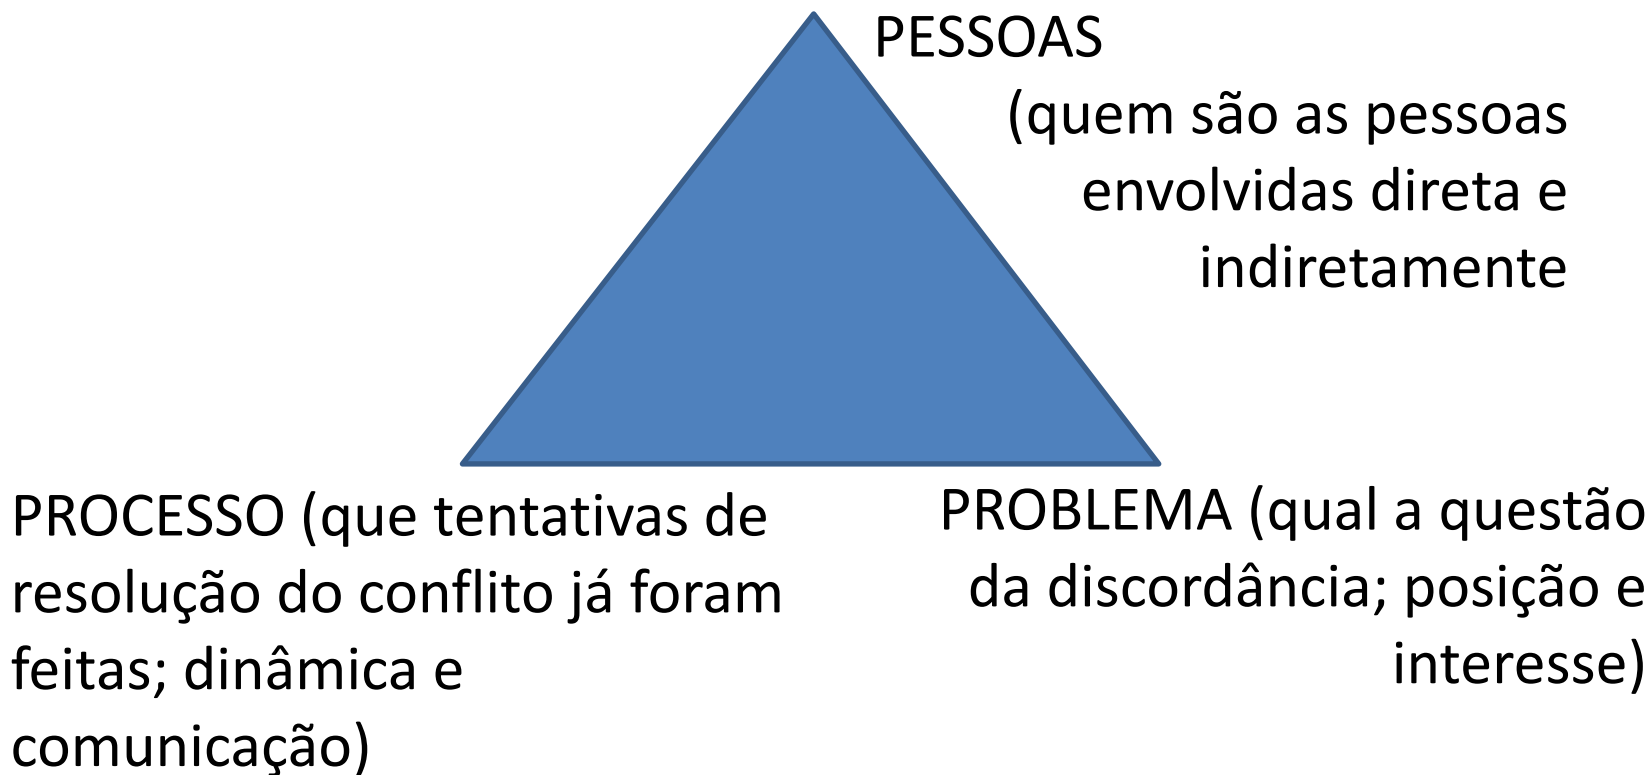 PESSOAS
(quem são as pessoas
envolvidas direta e
indiretamente
PROCESSO (que tentativas de
resolução do conflito já foram
feitas; dinâmica e
comunicação)
PROBLEMA (qual a questão
da discordância; posição e
interesse)